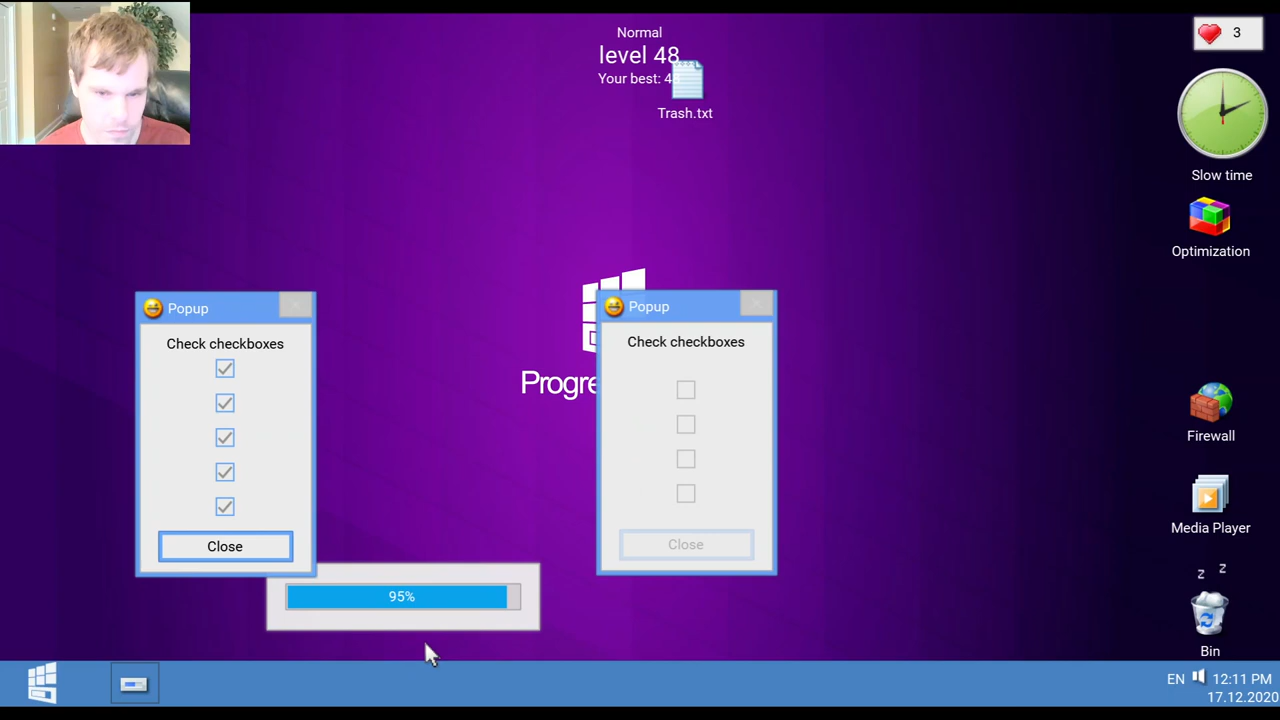 Normal
level 48
Your best: 48
Trash.txt
3
Slow time
Optimization
Popup
Check checkboxes
Close
Popup
Check checkboxes
Close
Progre
95%
Firewall
Media Player
z z
Bin
EN 12:11 PM
17.12.2020